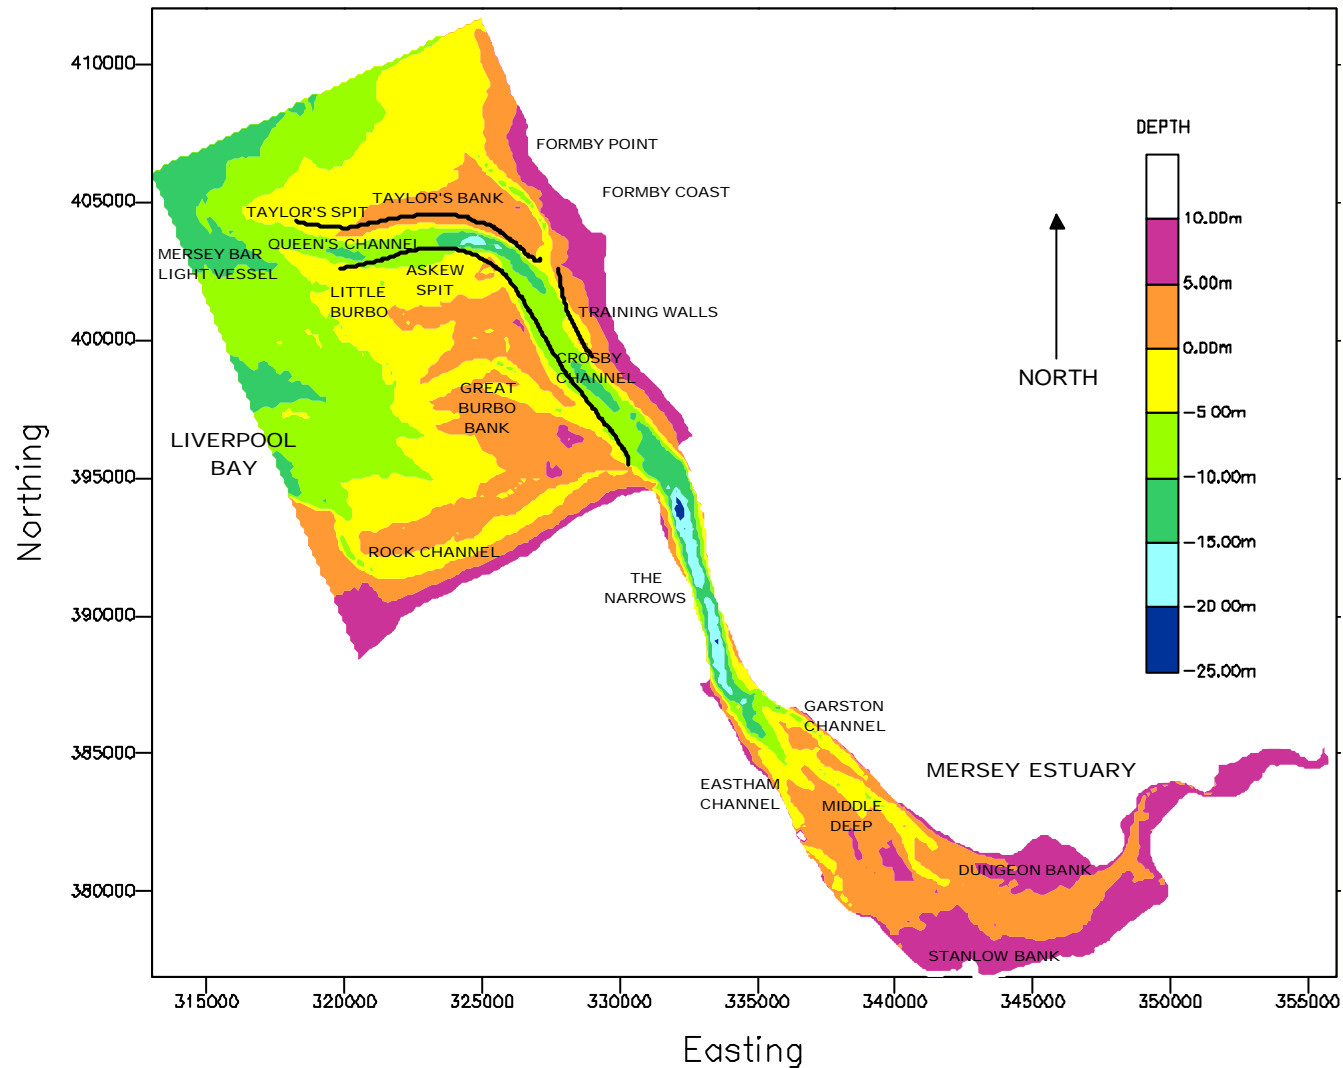 410000
405000
400000
395000
390000
385000
380000
Northing
315000
320000
325000
330000
335000
340000
345000
350000
355000
Easting
DEPTH
10.00m
5.00m
0.00m
-5 00m
-10.00m
-15.00m
-20 00m
-25.00m
NORTH
FORMBY POINT
FORMBY COAST
TAYLOR'S BANK
TAYLOR'S SPIT
QUEEN'S CHANNEL
MERSEY BAR
LIGHT VESSEL
ASKEW
SPIT
LITTLE
BURBO
TRAINING WALLS
CROSBY
CHANNEL
GREAT
BURBO
BANK
LIVERPOOL
BAY
ROCK CHANNEL
THE
NARROWS
GARSTON
CHANNEL
EASTHAM
CHANNEL
MIDDLE
DEEP
MERSEY ESTUARY
DUNGEON BANK
STANLOW BANK